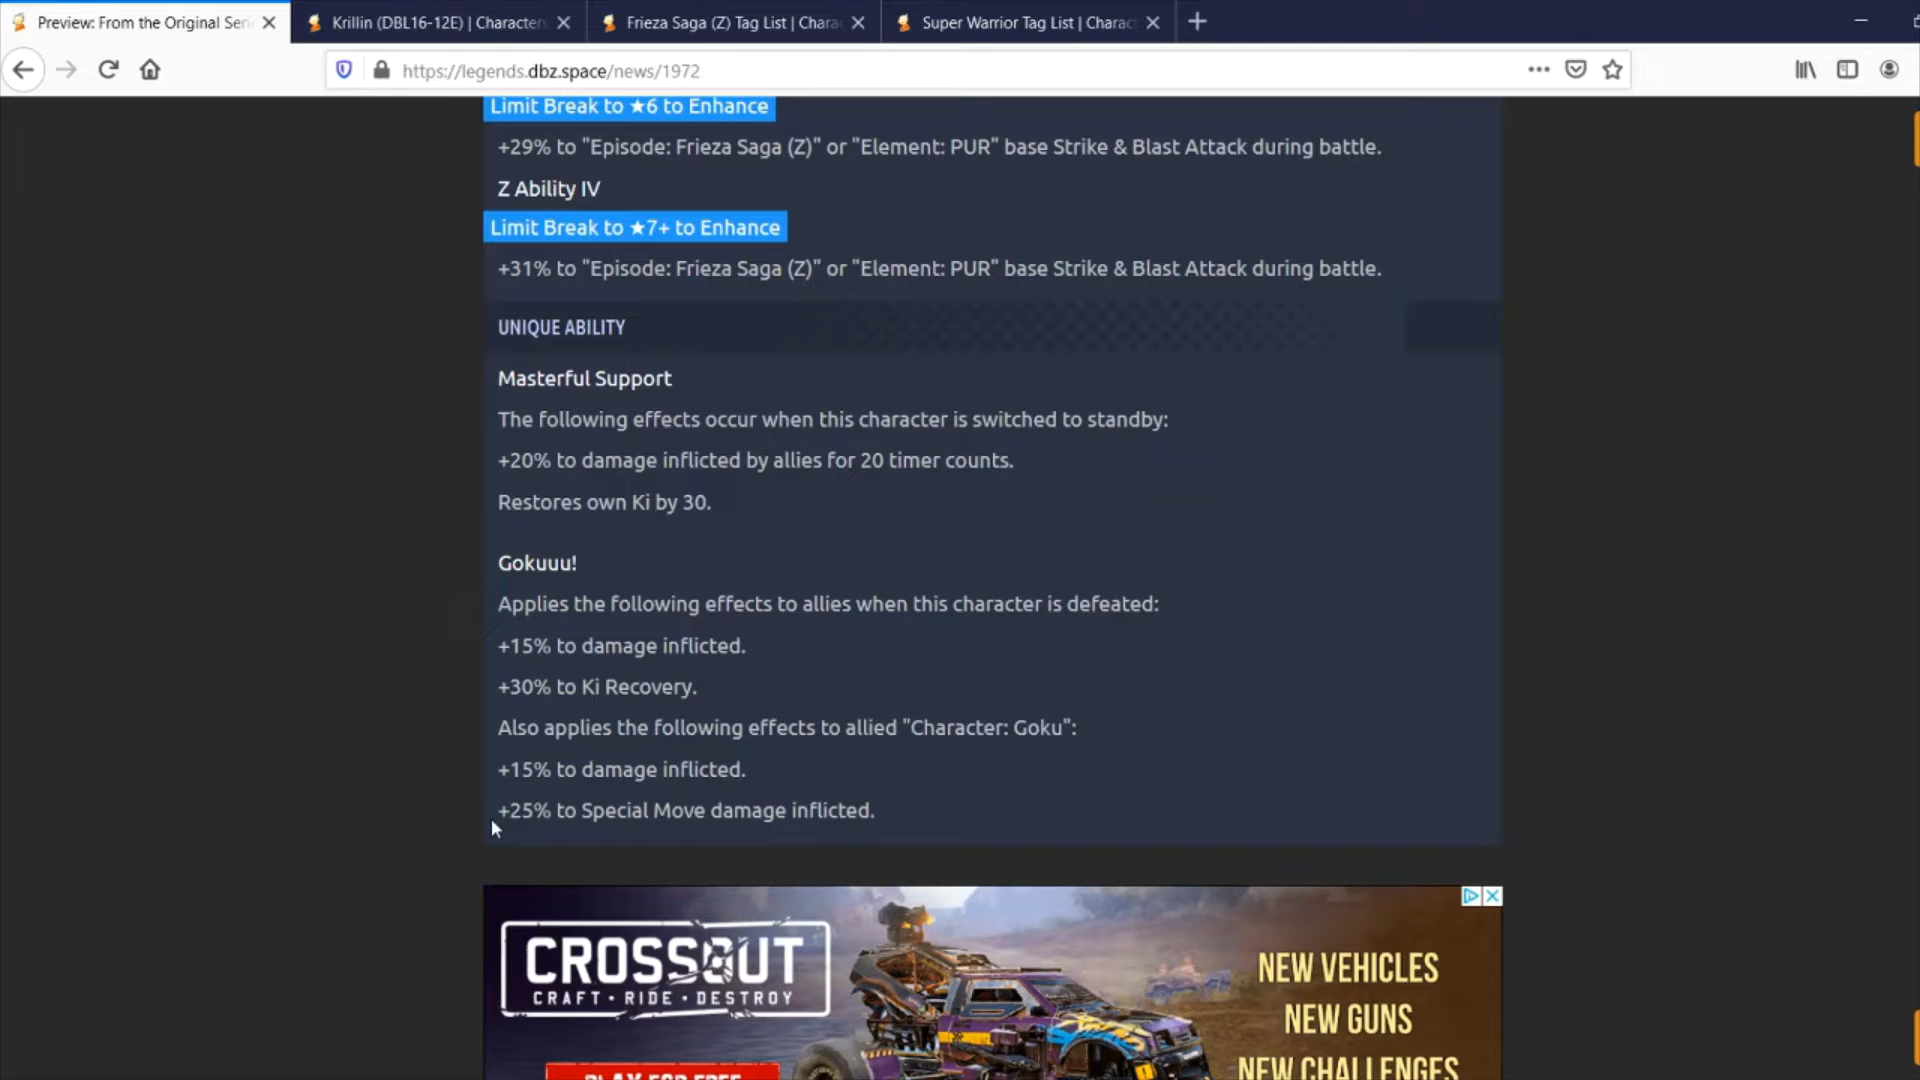 Preview: From the Original Seri
Krillin (DBL16-12E) | Characters
Frieza Saga (Z) Tag List | Chara
Super Warrior Tag List | Charac
https://legends.dbz.space/news/1972
Limit Break to ★6 to Enhance
+29% to "Episode: Frieza Saga (Z)" or "Element: PUR" base Strike & Blast Attack during battle.
Z Ability IV
Limit Break to ★7+ to Enhance
+31% to "Episode: Frieza Saga (Z)" or "Element: PUR" base Strike & Blast Attack during battle.
UNIQUE ABILITY
Masterful Support
The following effects occur when this character is switched to standby:
+20% to damage inflicted by allies for 20 timer counts.
Restores own Ki by 30.
Gokuuu!
Applies the following effects to allies when this character is defeated:
+15% to damage inflicted.
+30% to Ki Recovery.
Also applies the following effects to allied "Character: Goku":
+15% to damage inflicted.
+25% to Special Move damage inflicted.
CROSSOUT
CRAFT • RIDE • DESTROY
NEW VEHICLES
NEW GUNS
NEW CHALLENGES
PLAY FOR FREE